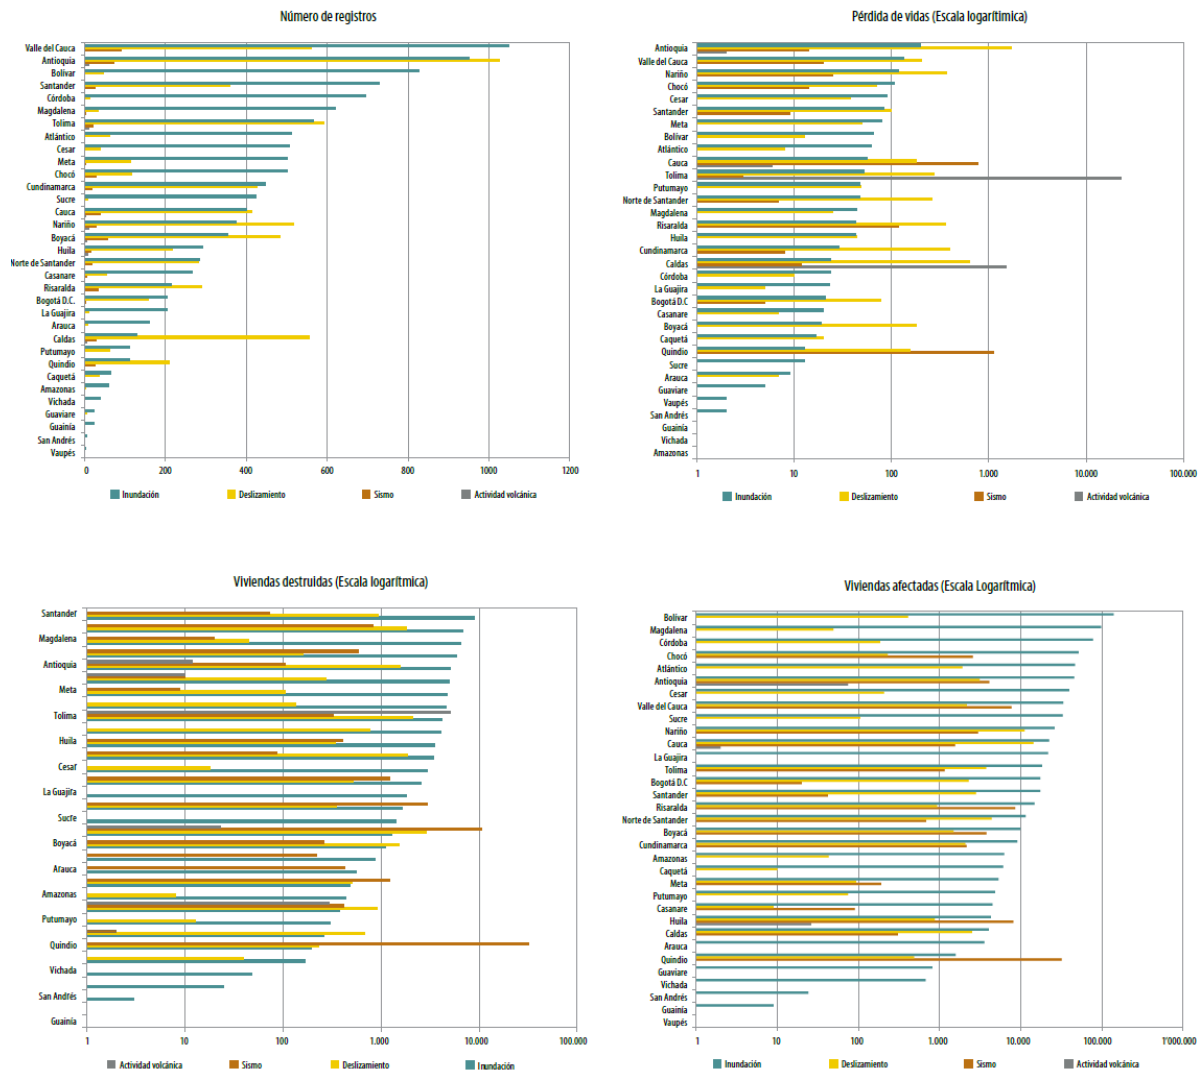 Número de registros
Valle del Cauca
Antioquia
Bolívar
Santander
Córdoba
Magdalena
Tolima
Atlántico
Cesar
Meta
Chocó
Cundinamarca
Sucre
Cauca
Nariño
Boyacá
Huila
Norte de Santander
Casanare
Risaralda
Bogotá D.C.
La Guajira
Arauca
Caldas
Putumayo
Quindio
Caquetá
Amazonas
Vichada
Guaviare
Guainía
San Andrés
Vaupés
0 200 400 600 800 1000 1200
Inundación Deslizamiento Sismo Actividad volcánica
Pérdida de vidas (Escala logarítimica)
Antioquia
Valle del Cauca
Nariño
Chocó
Cesar
Santander
Meta
Bolívar
Atlántico
Cauca
Tolima
Putumayo
Norte de Santander
Magdalena
Risaralda
Huila
Cundinamarca
Caldas
Córdoba
La Guajira
Bogotá D.C
Casanare
Boyacá
Caquetá
Quindio
Sucre
Arauca
Guaviare
Vaupés
San Andrés
Guainía
Vichada
Amazonas
1 10 100 1.000 10.000 100.000
Inundación Deslizamiento Sismo Actividad volcánica
Viviendas destruidas (Escala logarítmica)
Santander
Magdalena
Antioquia
Meta
Tolima
Huila
Cesar
La Guajira
Sucre
Boyacá
Arauca
Amazonas
Putumayo
Quindio
Vichada
San Andrés
Guainía
1 10 100 1.000 10.000 100.000
Actividad volcánica Sismo Deslizamiento Inundación
Viviendas afectadas (Escala Logarítmica)
Bolívar
Magdalena
Córdoba
Chocó
Atlántico
Antioquia
Cesar
Valle del Cauca
Sucre
Nariño
Cauca
La Guajira
Tolima
Bogotá D.C
Santander
Risaralda
Norte de Santander
Boyacá
Cundinamarca
Amazonas
Caquetá
Meta
Putumayo
Casanare
Huila
Caldas
Arauca
Quindio
Guaviare
Vichada
San Andrés
Guainía
Vaupés
1 10 100 1.000 10.000 100.000 1'000.000
Inundación Deslizamiento Sismo Actividad volcánica